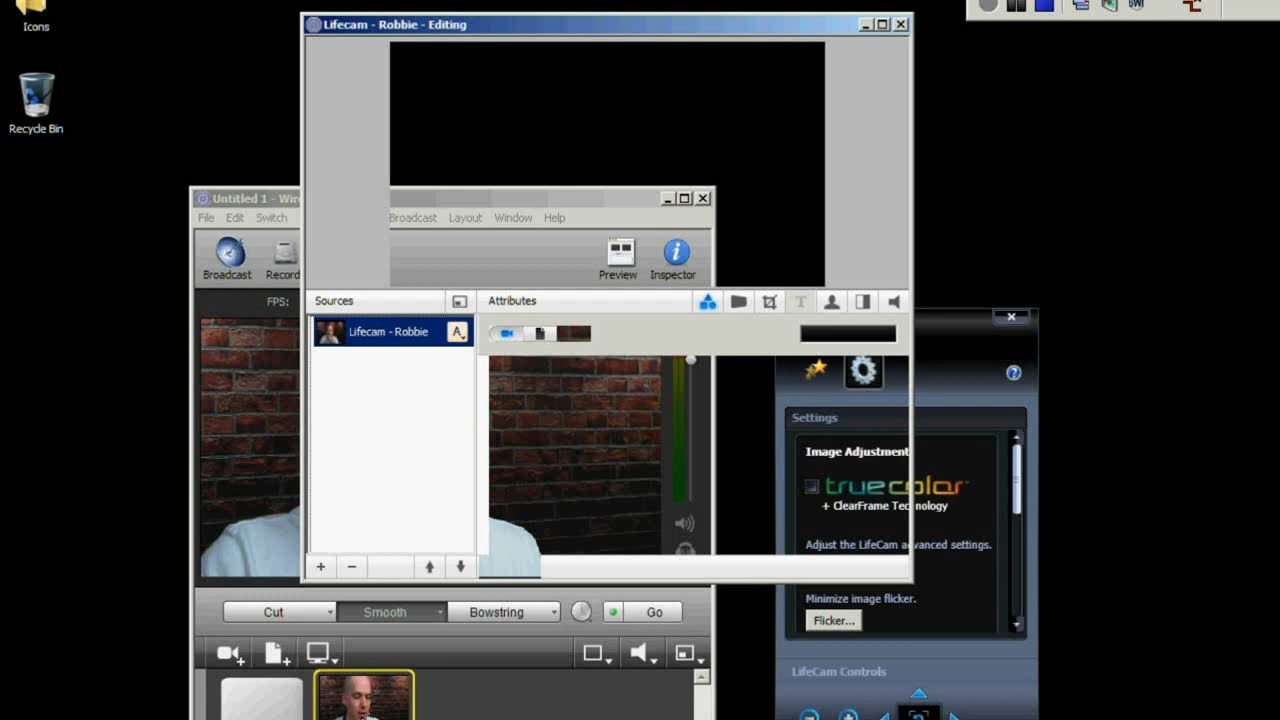 Icons
Recycle Bin
Lifecam - Robbie - Editing
Untitled 1 - Wire
File Edit Switch Broadcast Layout Window Help
Broadcast Record Preview Inspector
FPS:
Sources Attributes
T
Lifecam - Robbie A
Settings
Image Adjustment
truecolor
+ ClearFrame Technology
Adjust the LifeCam advanced settings.
Minimize image flicker.
Flicker...
Cut Smooth Bowstring Go
LifeCam Controls